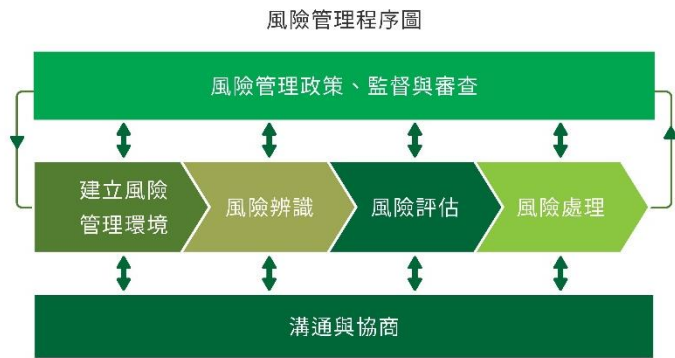 風險管理程序圖
風險管理政策、監督與審查
建立風險
管理環境
風險辨識
風險評估
風險處理
溝通與協商